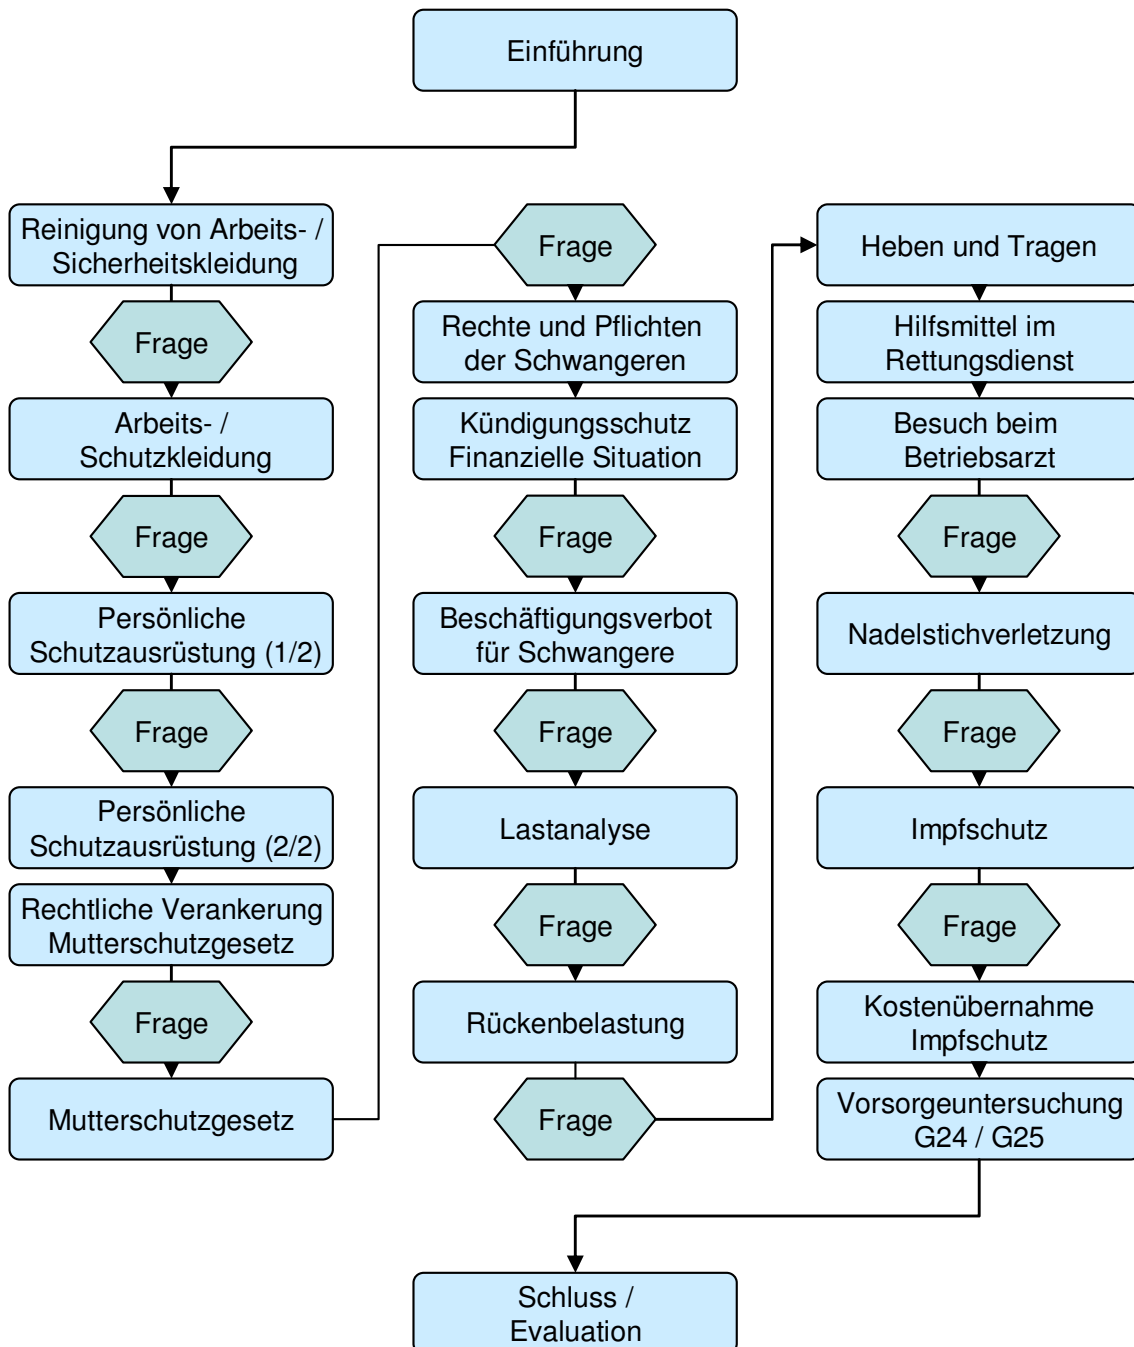 Einführung
Reinigung von Arbeits- /
Sicherheitskleidung
Frage
Arbeits- /
Schutzkleidung
Frage
Persönliche
Schutzausrüstung (1/2)
Frage
Persönliche
Schutzausrüstung (2/2)
Rechtliche Verankerung
Mutterschutzgesetz
Frage
Mutterschutzgesetz
Frage
Rechte und Pflichten
der Schwangeren
Kündigungsschutz
Finanzielle Situation
Frage
Beschäftigungsverbot
für Schwangere
Frage
Lastanalyse
Frage
Rückenbelastung
Frage
Heben und Tragen
Hilfsmittel im
Rettungsdienst
Besuch beim
Betriebsarzt
Frage
Nadelstichverletzung
Frage
Impfschutz
Frage
Kostenübernahme
Impfschutz
Vorsorgeuntersuchung
G24 / G25
Schluss /
Evaluation